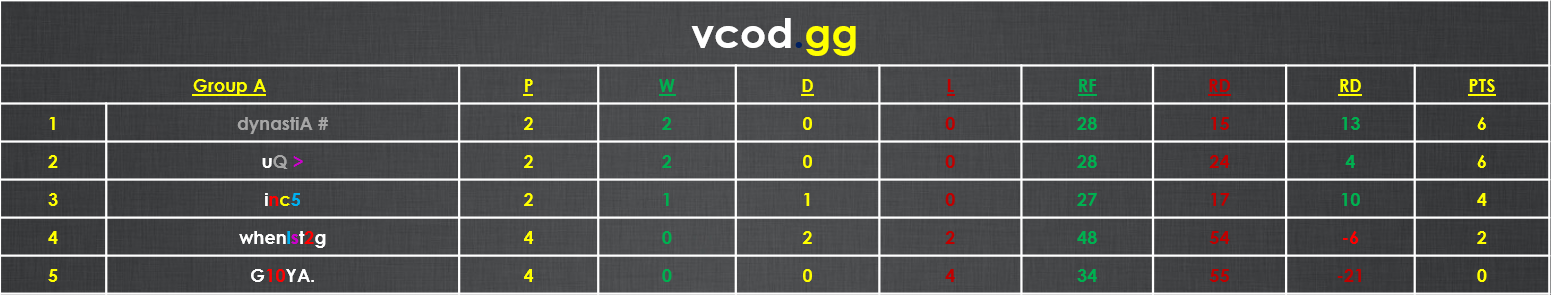 vcod.gg
Group A P W D L RF RD RD PTS
1 dynastiA # 2 2 0 0 28 15 13 6
2 uQ > 2 2 0 0 28 24 4 6
3 inc5 2 1 1 0 27 17 10 4
4 whenIst2g 4 0 2 2 48 54 -6 2
5 G10YA. 4 0 0 4 34 55 -21 0